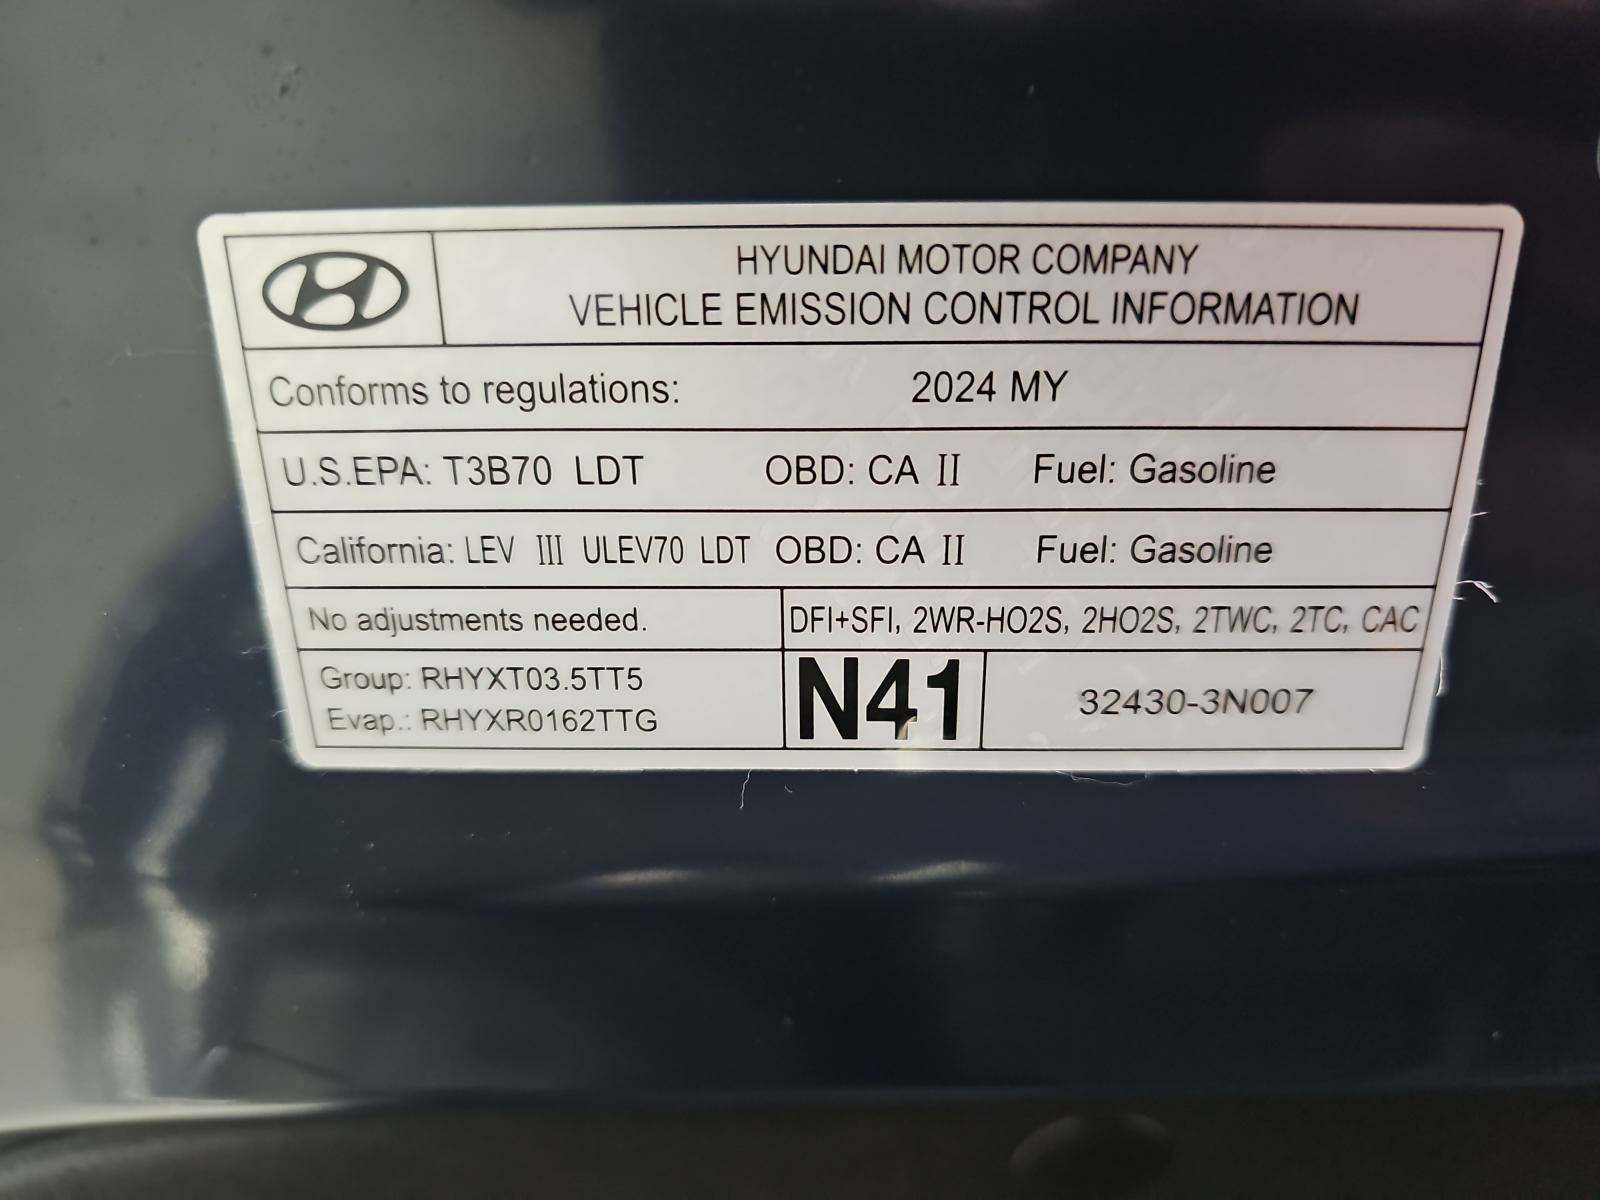 HYUNDAI MOTOR COMPANY
VEHICLE EMISSION CONTROL INFORMATION
Conforms to regulations: 2024 MY
U.S.EPA: T3B70 LDT OBD: CA II Fuel: Gasoline
California: LEV III ULEV70 LDT OBD: CA II Fuel: Gasoline
No adjustments needed. DFI+SFI, 2WR-HO2S, 2HO2S, 2TWC, 2TC, CAC
Group: RHYXT03.5TT5
Evap.: RHYXR0162TTG
N41
32430-3N007